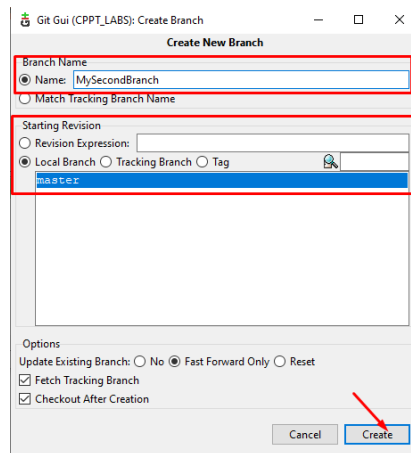 Git Gui (CPPT_LABS): Create Branch
Create New Branch
Branch Name
Name: MySecondBranch
Match Tracking Branch Name
Starting Revision
Revision Expression:
Local Branch Tracking Branch Tag
master
Options
Update Existing Branch: No Fast Forward Only Reset
Fetch Tracking Branch
Checkout After Creation
Cancel Create